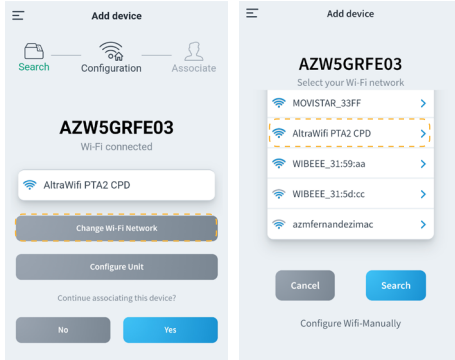 Add device
Search
Configuration
Associate
AZW5GRFE03
Wi-Fi connected
AltraWifi PTA2 CPD
Change Wi-Fi Network
Configure Unit
Continue associating this device?
No
Yes
Add device
AZW5GRFE03
Select your Wi-Fi network
MOVISTAR_33FF
AltraWifi PTA2 CPD
WIBEEE_31:59:aa
WIBEEE_31:5d:cc
azmfernandezimac
Cancel
Search
Configure Wifi-Manually